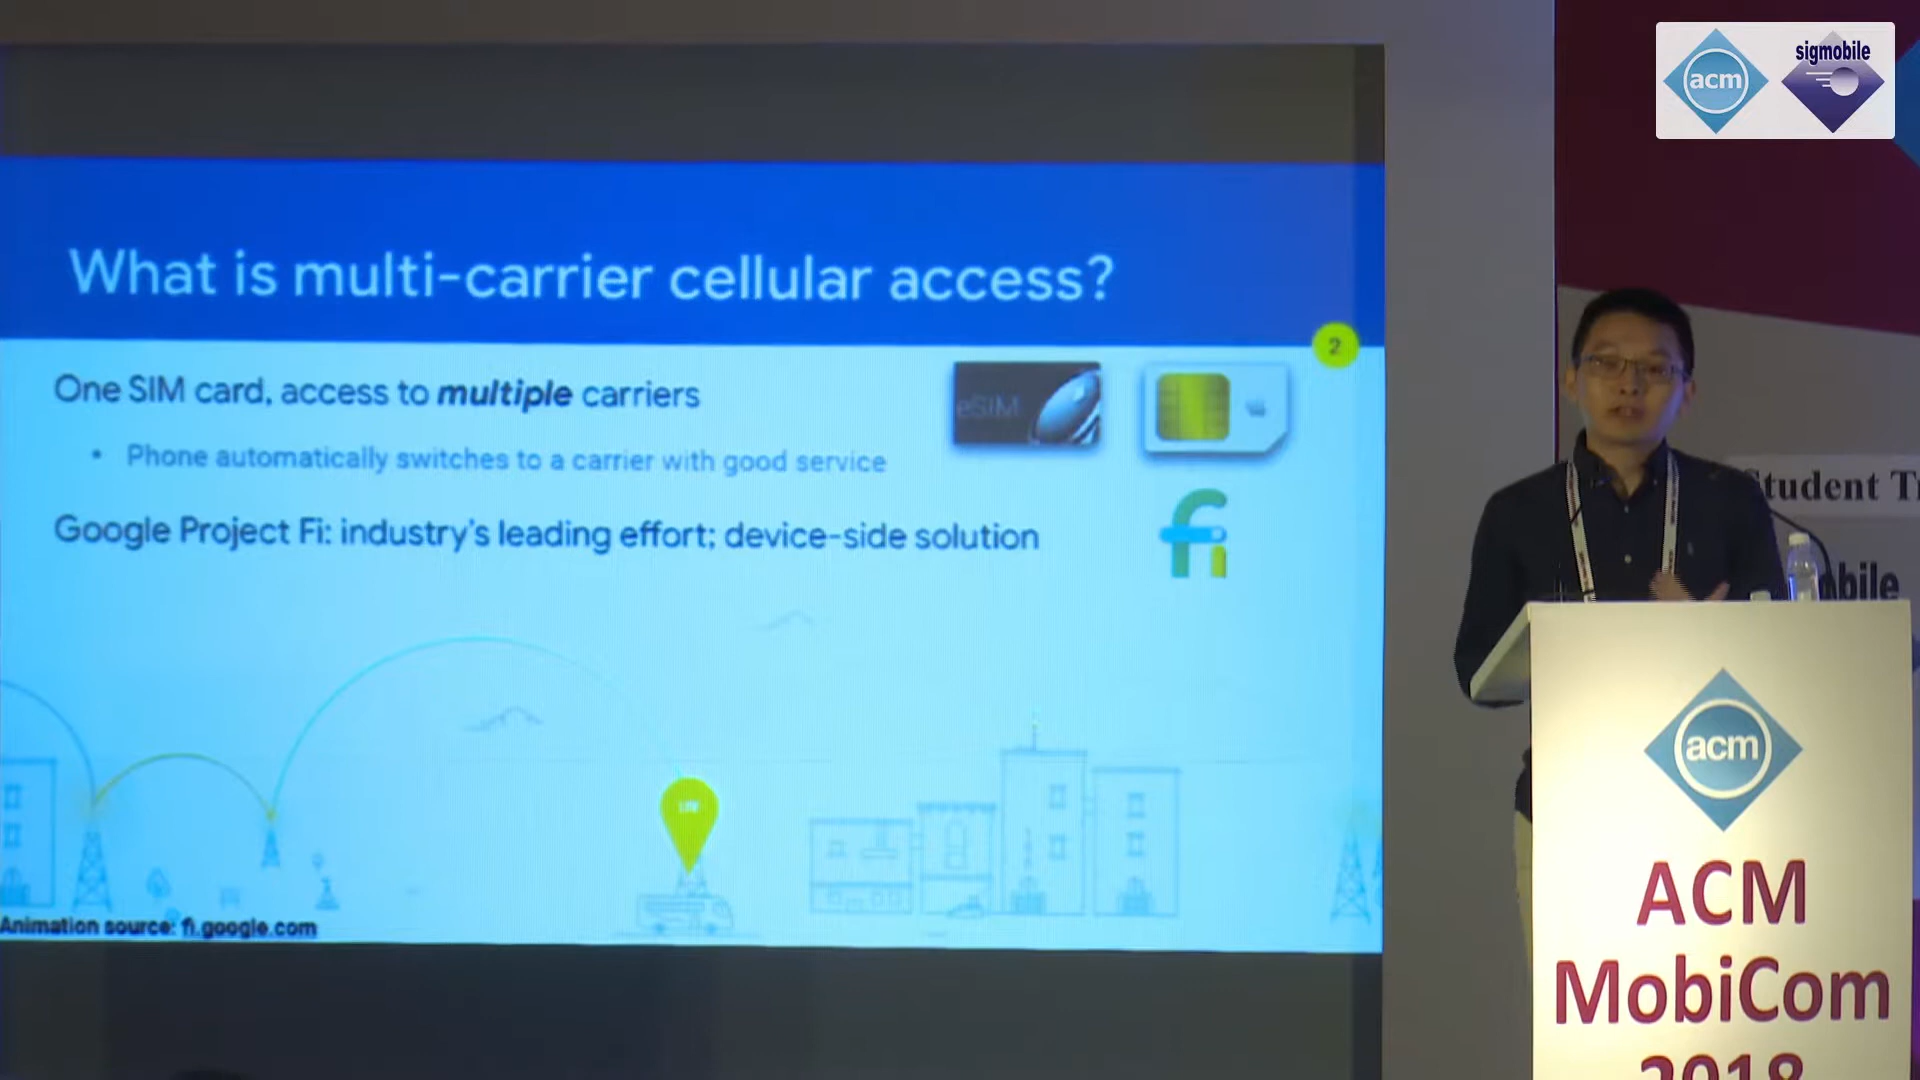 acm
sigmobile
What is multi-carrier cellular access?
2
One SIM card, access to multiple carriers
eSIM
• Phone automatically switches to a carrier with good service
Google Project Fi: industry's leading effort; device-side solution
fi
Student T
obile
Animation source: fi.google.com
acm
ACM
MobiCom
2018